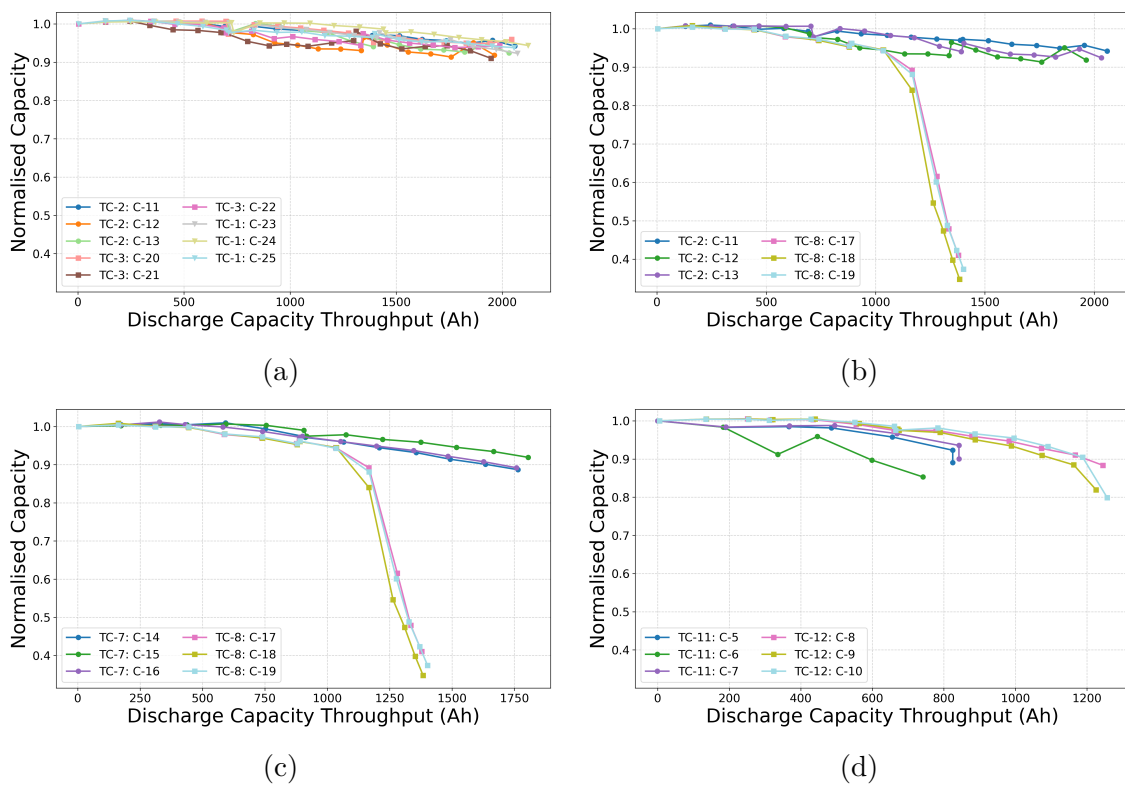 Normalised Capacity
1.0
0.9
0.8
0.7
0.6
0.5
0.4
TC-2: C-11
TC-2: C-12
TC-2: C-13
TC-3: C-20
TC-3: C-21
TC-3: C-22
TC-1: C-23
TC-1: C-24
TC-1: C-25
0 500 1000 1500 2000
Discharge Capacity Throughput (Ah)
(a)
Normalised Capacity
1.0
0.9
0.8
0.7
0.6
0.5
0.4
TC-2: C-11
TC-2: C-12
TC-2: C-13
TC-8: C-17
TC-8: C-18
TC-8: C-19
0 500 1000 1500 2000
Discharge Capacity Throughput (Ah)
(b)
Normalised Capacity
1.0
0.9
0.8
0.7
0.6
0.5
0.4
TC-7: C-14
TC-7: C-15
TC-7: C-16
TC-8: C-17
TC-8: C-18
TC-8: C-19
0 250 500 750 1000 1250 1500 1750
Discharge Capacity Throughput (Ah)
(c)
Normalised Capacity
1.0
0.9
0.8
0.7
0.6
0.5
0.4
TC-11: C-5
TC-11: C-6
TC-11: C-7
TC-12: C-8
TC-12: C-9
TC-12: C-10
0 200 400 600 800 1000 1200
Discharge Capacity Throughput (Ah)
(d)